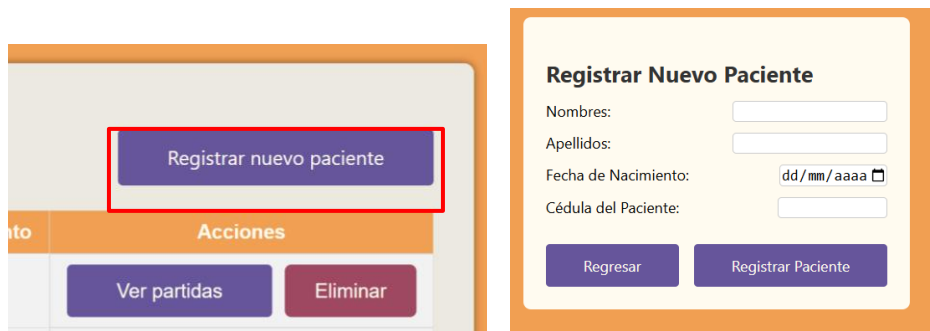 Registrar nuevo paciente
nto Acciones
Ver partidas Eliminar
Registrar Nuevo Paciente
Nombres:
Apellidos:
Fecha de Nacimiento: dd/mm/aaaa
Cédula del Paciente:
Regresar Registrar Paciente